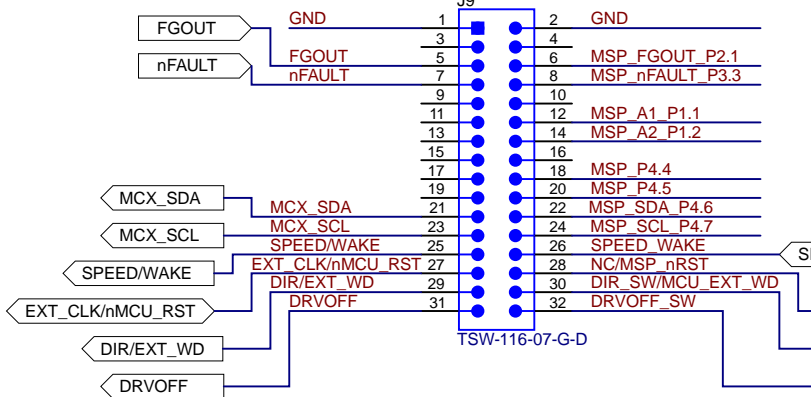 J9
GND 1 2 GND
FGOUT
3 4
FGOUT 5 6 MSP_FGOUT_P2.1
nFAULT
nFAULT 7 8 MSP_nFAULT_P3.3
9 10
11 12 MSP_A1_P1.1
13 14 MSP_A2_P1.2
15 16
17 18 MSP_P4.4
19 20 MSP_P4.5
MCX_SDA
MCX_SDA 21 22 MSP_SDA_P4.6
MCX_SCL
MCX_SCL 23 24 MSP_SCL_P4.7
SPEED/WAKE 25 26 SPEED_WAKE
SPEED/WAKE
EXT_CLK/nMCU_RST 27 28 NC/MSP_nRST
DIR/EXT_WD 29 30 DIR_SW/MCU_EXT_WD
EXT_CLK/nMCU_RST
DRVOFF 31 32 DRVOFF_SW
TSW-116-07-G-D
DIR/EXT_WD
DRVOFF